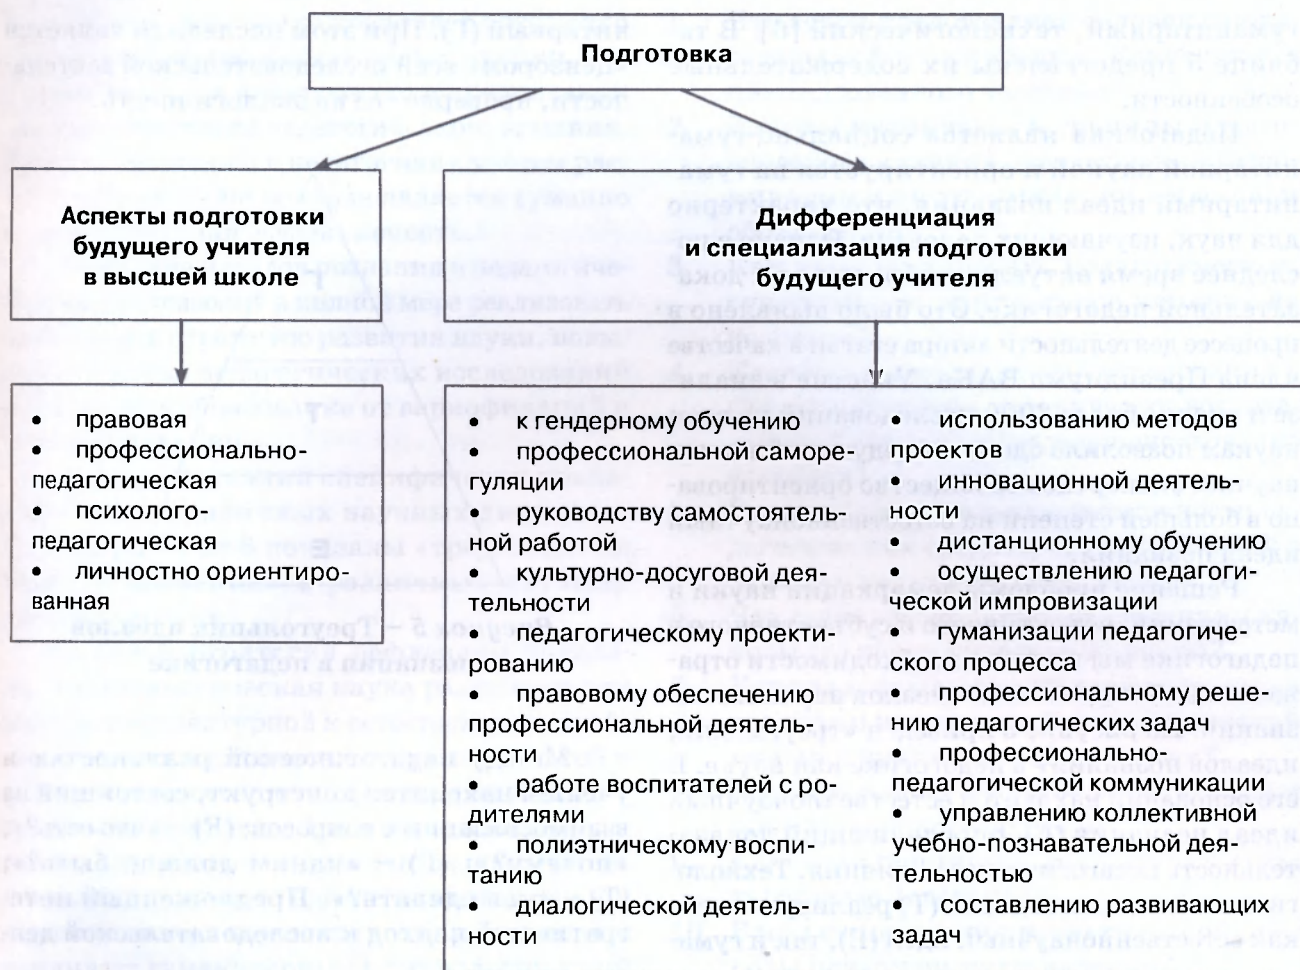 Подготовка
Аспекты подготовки
будущего учителя
в высшей школе
Дифференциация
и специализация подготовки
будущего учителя
• правовая
• профессионально-
педагогическая
• психолого-
педагогическая
• личностно ориентиро-
ванная
• к гендерному обучению
• профессиональной саморе-
гуляции
• руководству самостоятель-
ной работой
• культурно-досуговой дея-
тельности
• педагогическому проекти-
рованию
• правовому обеспечению
профессиональной деятель-
ности
• работе воспитателей с ро-
дителями
• полиэтническому воспи-
танию
• диалогической деятель-
ности
• использованию методов
проектов
• инновационной деятель-
ности
• дистанционному обучению
• осуществлению педагоги-
ческой импровизации
• гуманизации педагогиче-
ского процесса
• профессиональному реше-
нию педагогических задач
• профессионально-
педагогической коммуникации
• управлению коллективной
учебно-познавательной дея-
тельностью
• составлению развивающих
задач